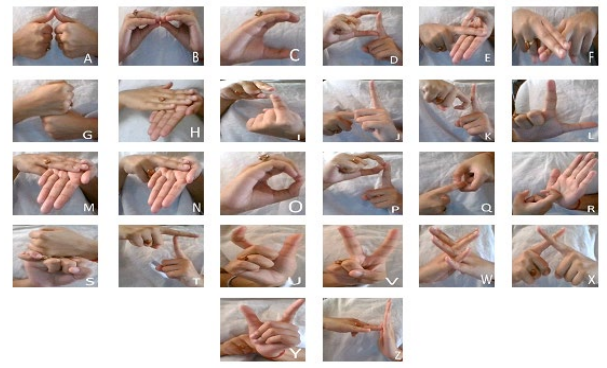 A B C D E F
G H I J K L
M N O P Q R
S T U V W X
Y Z